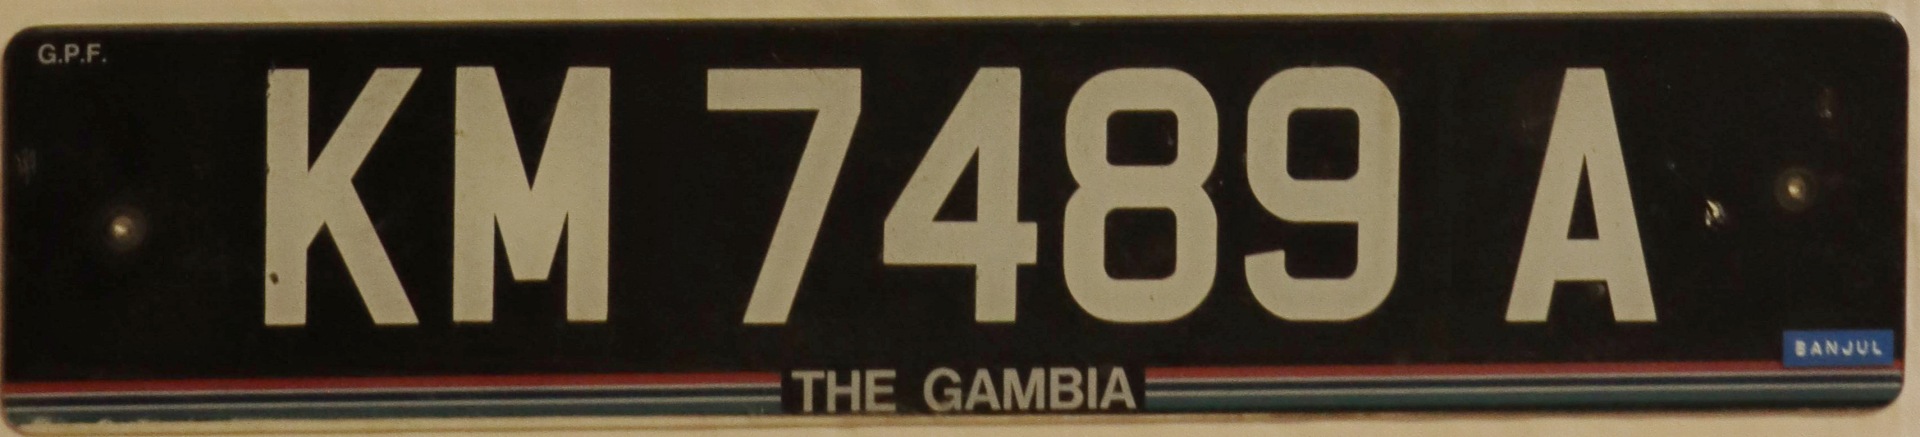 G.P.F.
KM 7489 A
BANJUL
THE GAMBIA